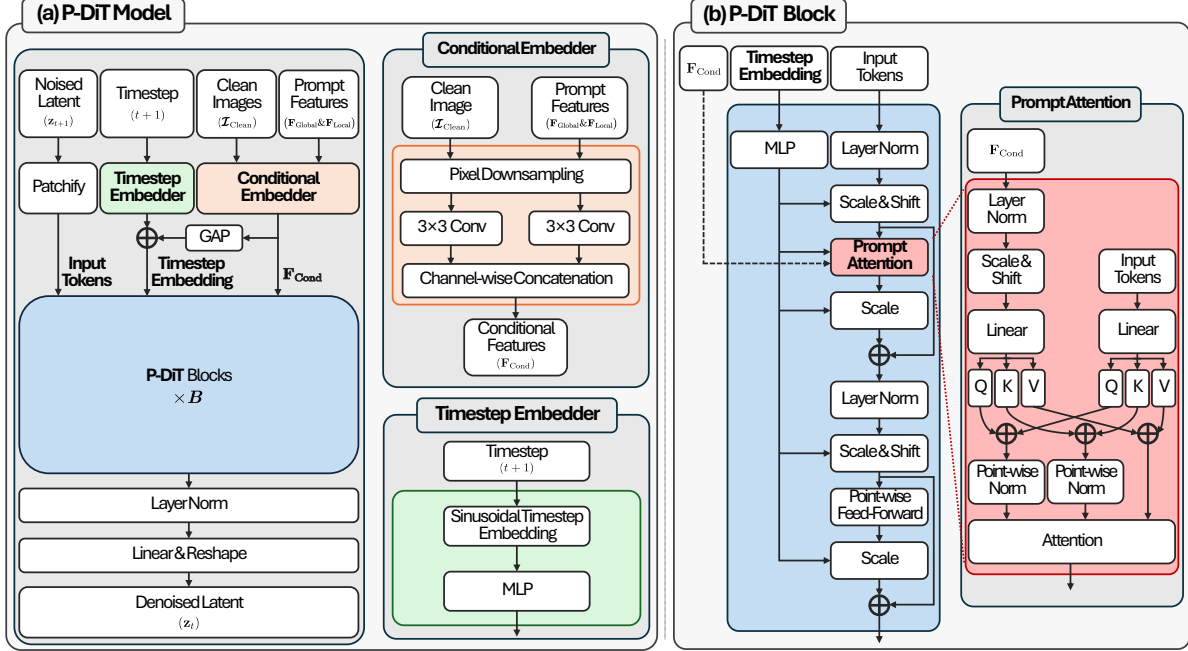 (a) P-DiT Model
Noised
Latent
(z_{t+1})
Timestep
(t+1)
Clean
Images
(𝓘_Clean)
Prompt
Features
(F_Global&F_Local)
Patchify
Timestep
Embedder
Conditional
Embedder
GAP
Input
Tokens
Timestep
Embedding
F_Cond
P-DiT Blocks
×B
Layer Norm
Linear & Reshape
Denoised Latent
(z_t)
Conditional Embedder
Clean
Image
(𝓘_Clean)
Prompt
Features
(F_Global&F_Local)
Pixel Downsampling
3×3 Conv
3×3 Conv
Channel-wise Concatenation
Conditional
Features
(F_Cond)
Timestep Embedder
Timestep
(t+1)
Sinusoidal Timestep
Embedding
MLP
(b) P-DiT Block
F_Cond
Timestep
Embedding
Input
Tokens
MLP
Layer Norm
Scale & Shift
Prompt
Attention
Scale
Layer Norm
Scale & Shift
Point-wise
Feed-Forward
Scale
Prompt Attention
F_Cond
Layer
Norm
Scale &
Shift
Input
Tokens
Linear
Linear
Q K V
Q K V
Point-wise
Norm
Point-wise
Norm
Attention